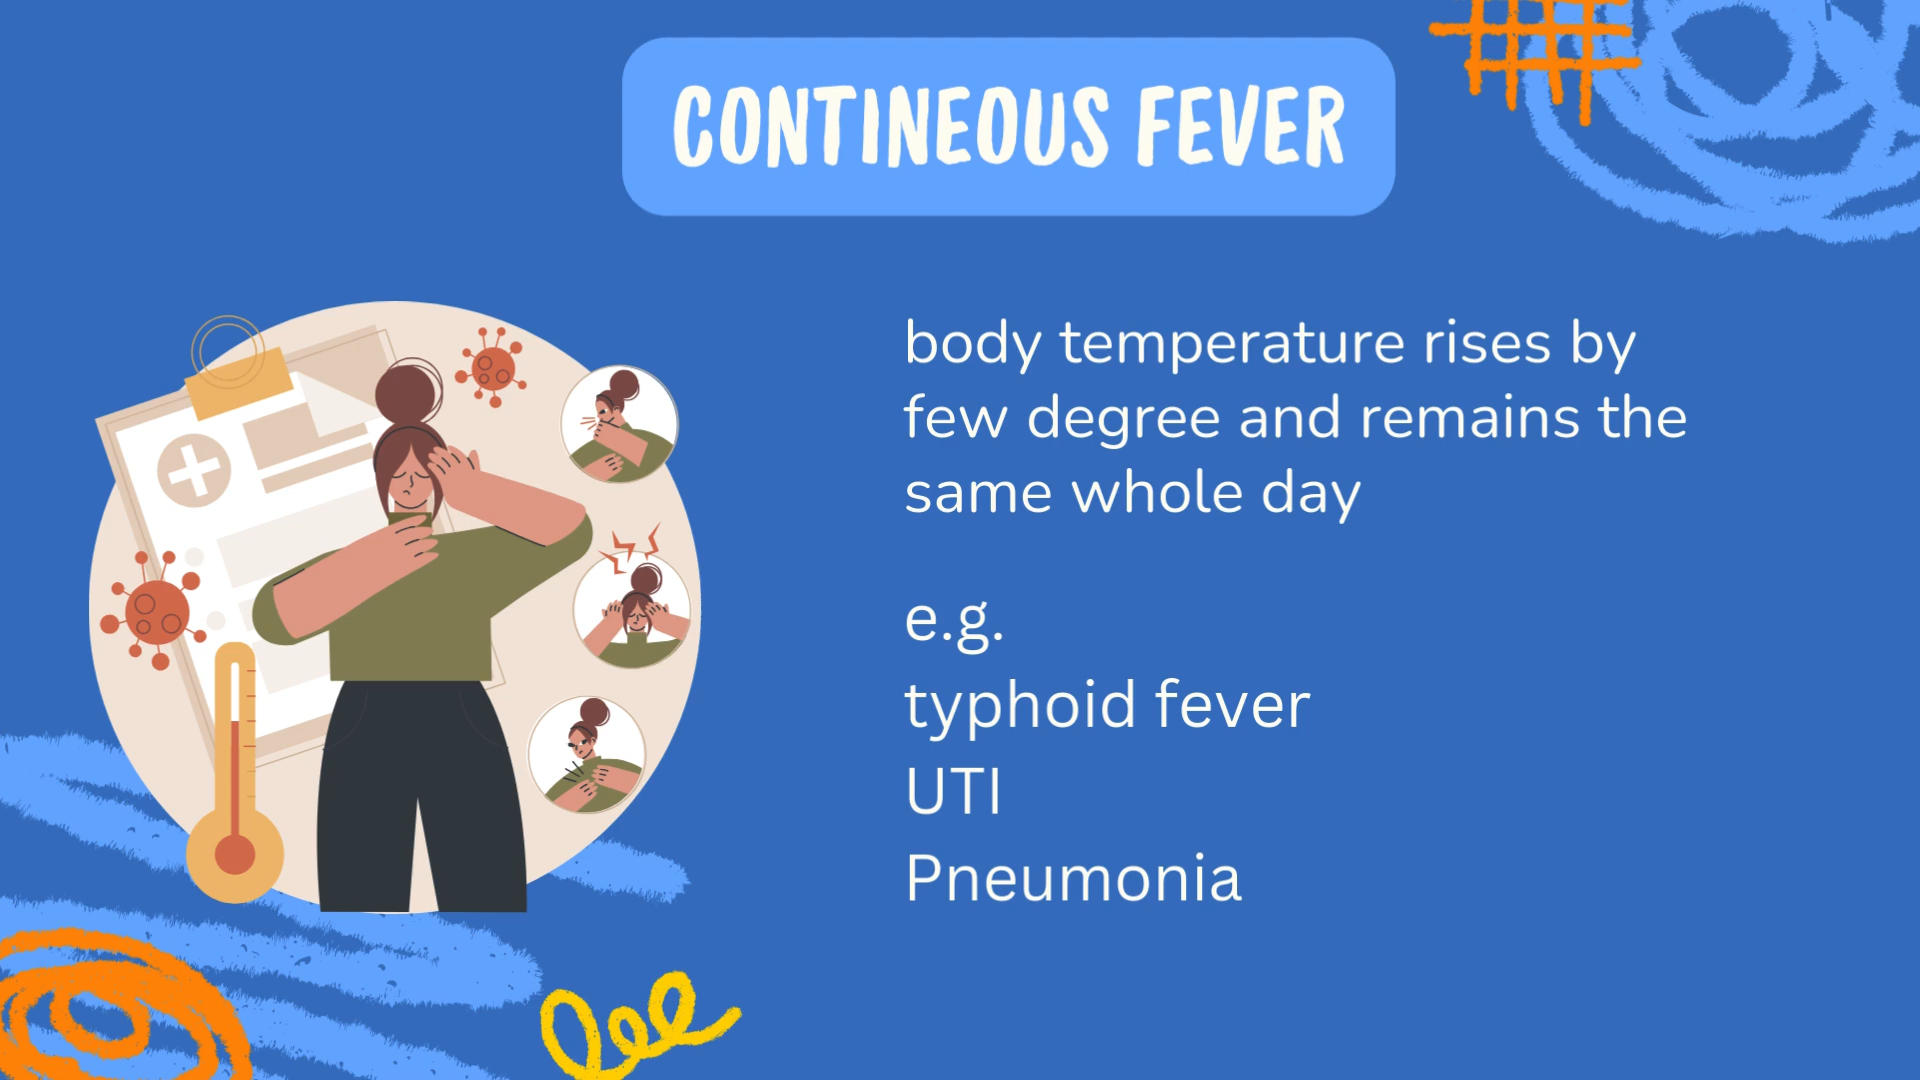 CONTINEOUS FEVER
body temperature rises by
few degree and remains the
same whole day
e.g.
typhoid fever
UTI
Pneumonia